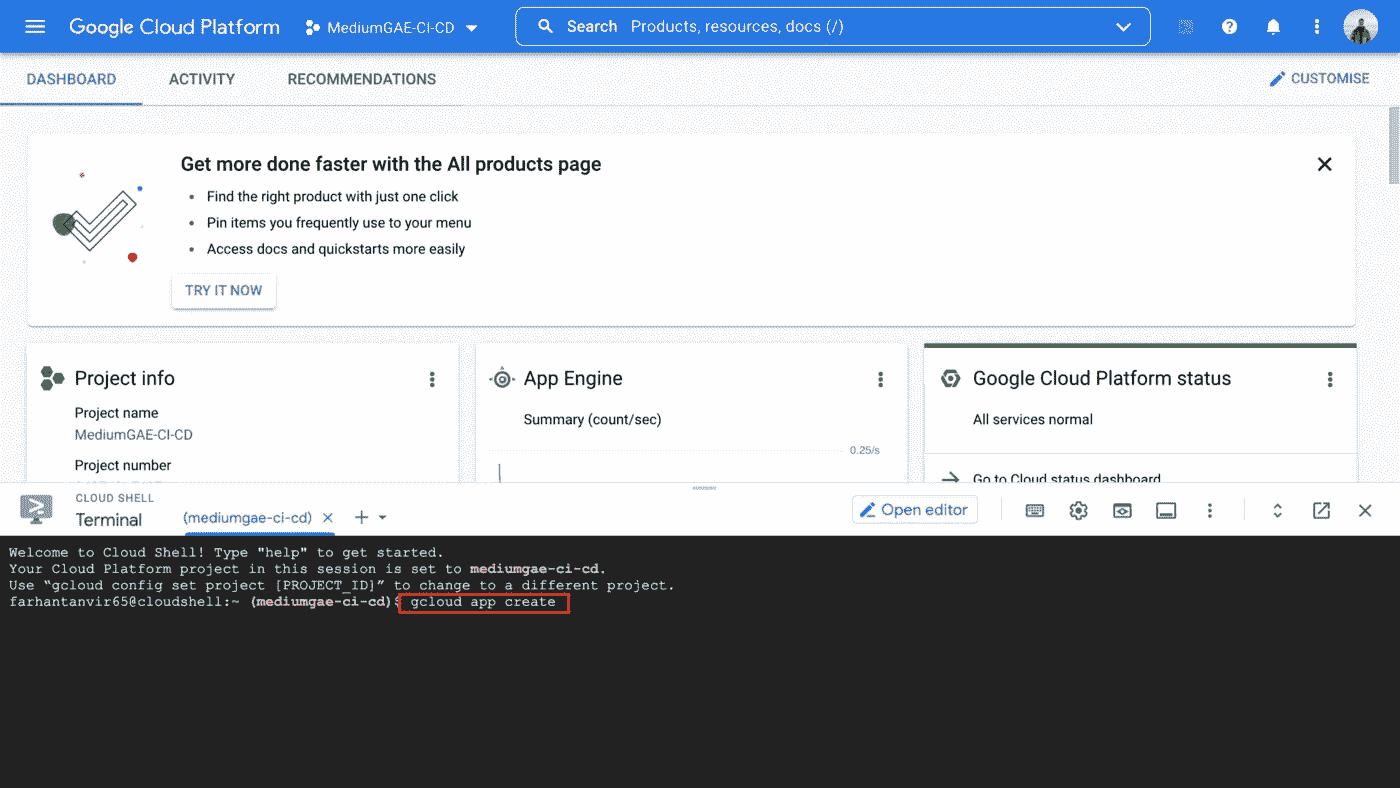 Google Cloud Platform
MediumGAE-CI-CD
Search Products, resources, docs (/)
DASHBOARD
ACTIVITY
RECOMMENDATIONS
CUSTOMISE
Get more done faster with the All products page
Find the right product with just one click
Pin items you frequently use to your menu
Access docs and quickstarts more easily
TRY IT NOW
Project info
Project name
MediumGAE-CI-CD
Project number
App Engine
Summary (count/sec)
0.25/s
Google Cloud Platform status
All services normal
Go to Cloud status dashboard
CLOUD SHELL
Terminal
(mediumgae-ci-cd)
Open editor
Welcome to Cloud Shell! Type "help" to get started.
Your Cloud Platform project in this session is set to mediumgae-ci-cd.
Use “gcloud config set project [PROJECT_ID]” to change to a different project.
farhantanvir65@cloudshell:~ (mediumgae-ci-cd)$ gcloud app create